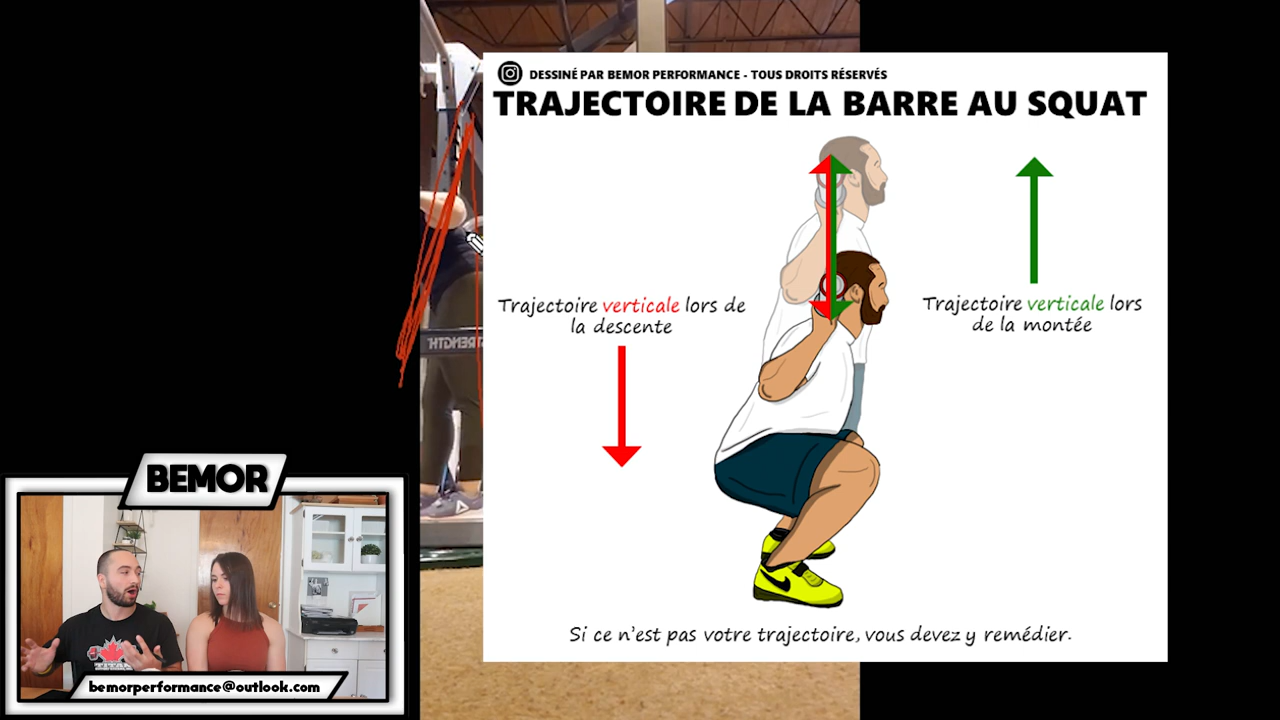 DESSINÉ PAR BEMOR PERFORMANCE - TOUS DROITS RÉSERVÉS
TRAJECTOIRE DE LA BARRE AU SQUAT
Trajectoire verticale lors de
la descente
Trajectoire verticale lors
de la montée
Si ce n'est pas votre trajectoire, vous devez y remédier.
STRENGTH
BEMOR
TITAN
bemorperformance@outlook.com